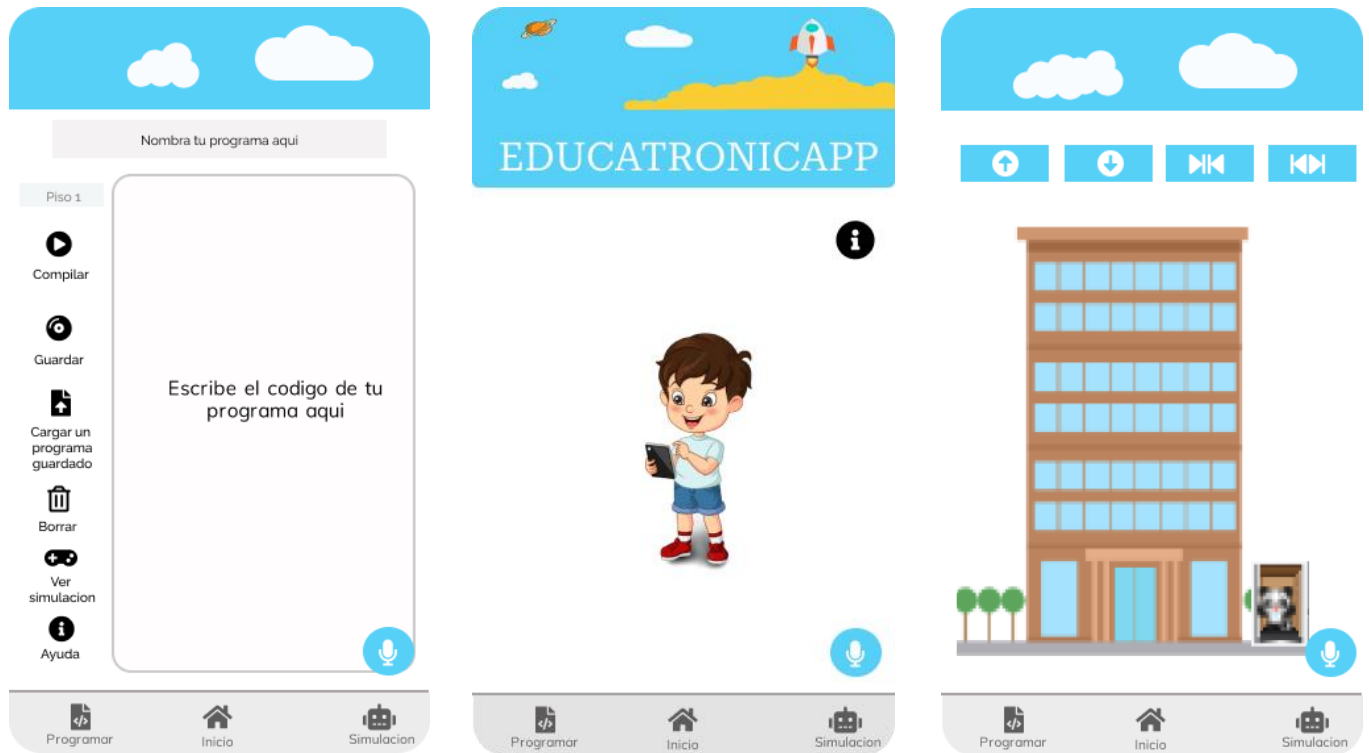 Nombra tu programa aqui
Piso 1
Compilar
Guardar
Cargar un
programa
guardado
Borrar
Ver
simulacion
Ayuda
Escribe el codigo de tu
programa aqui
Programar
Inicio
Simulacion
EDUCATRONICAPP
Programar
Inicio
Simulacion
Programar
Inicio
Simulacion